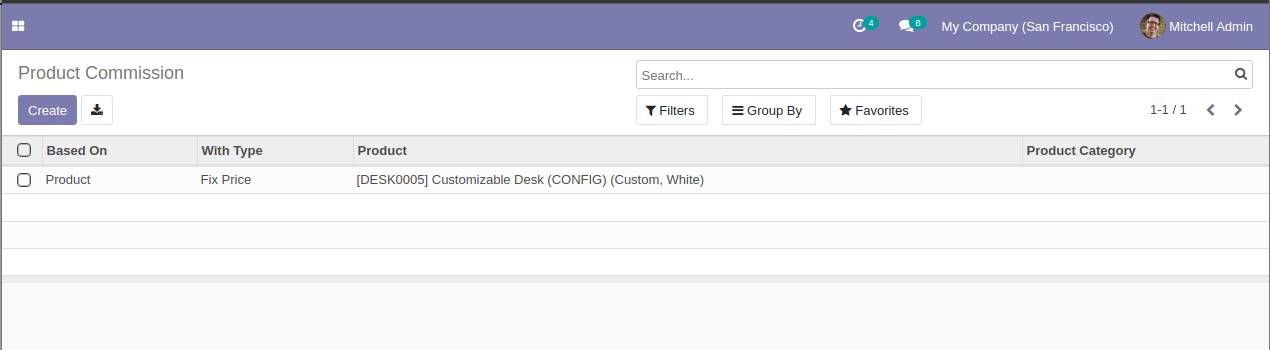 4 8 My Company (San Francisco) Mitchell Admin
Product Commission
Search...
Create Filters Group By Favorites 1-1 / 1
Based On With Type Product Product Category
Product Fix Price [DESK0005] Customizable Desk (CONFIG) (Custom, White)